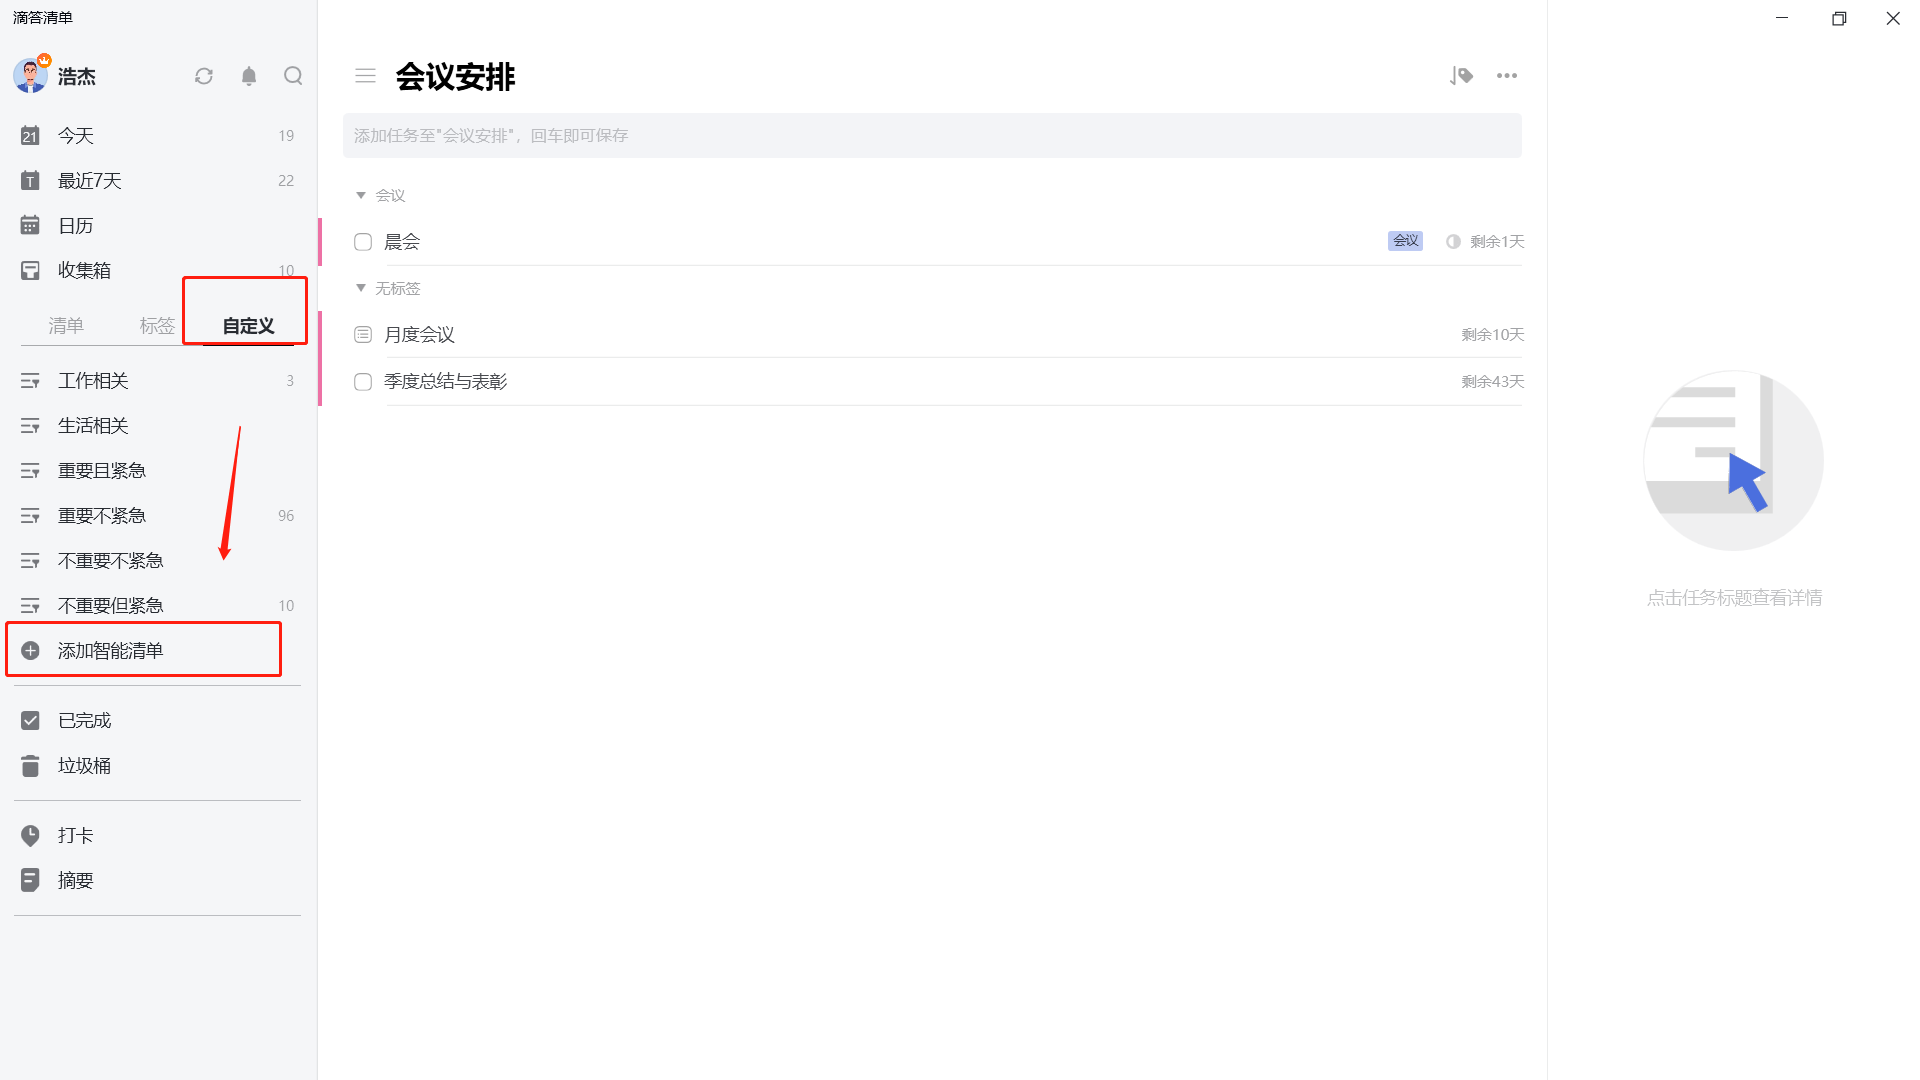 滴答清单
浩杰
21 今天 19
T 最近7天 22
日历
收集箱 10
清单 标签 自定义
工作相关 3
生活相关
重要且紧急
重要不紧急 96
不重要不紧急
不重要但紧急 10
添加智能清单
已完成
垃圾桶
打卡
摘要
会议安排
添加任务至"会议安排"，回车即可保存
会议
晨会 会议 剩余1天
无标签
月度会议 剩余10天
季度总结与表彰 剩余43天
点击任务标题查看详情